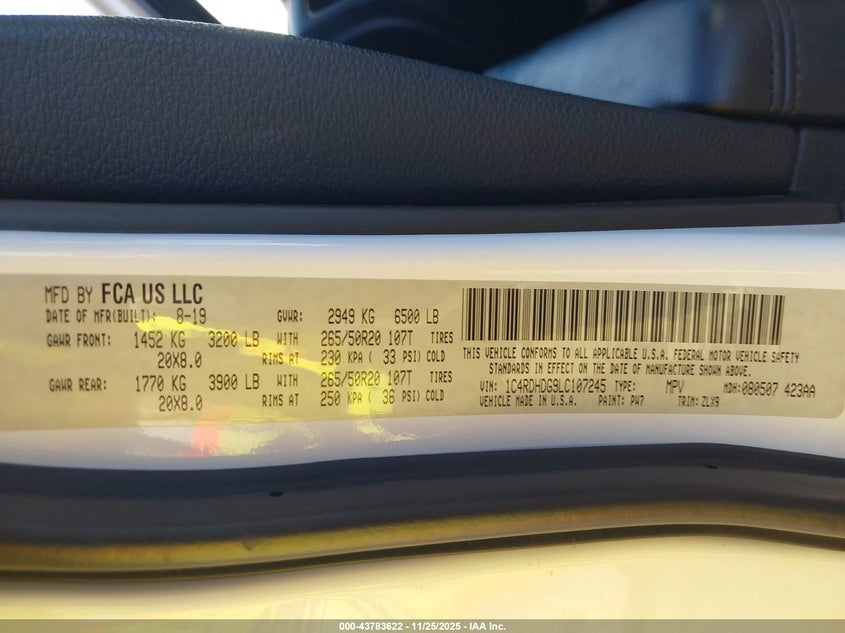 MFD BY FCA US LLC
DATE OF MFR(BUILT): 8-19 GVWR: 2949 KG 6500 LB
GAWR FRONT: 1452 KG 3200 LB WITH 265/50R20 107T TIRES
20X8.0 RIMS AT 230 KPA ( 33 PSI) COLD
GAWR REAR: 1770 KG 3900 LB WITH 265/50R20 107T TIRES
20X8.0 RIMS AT 250 KPA ( 36 PSI) COLD
THIS VEHICLE CONFORMS TO ALL APPLICABLE U.S.A. FEDERAL MOTOR VEHICLE SAFETY
STANDARDS IN EFFECT ON THE DATE OF MANUFACTURE SHOWN ABOVE.
VIN: 1C4RDHDG9LC107245 TYPE: MPV MDH: 080507 423AA
VEHICLE MADE IN U.S.A. PAINT: PW7 TRIM: ZLX9
000-43783622 - 11/25/2025 - IAA Inc.